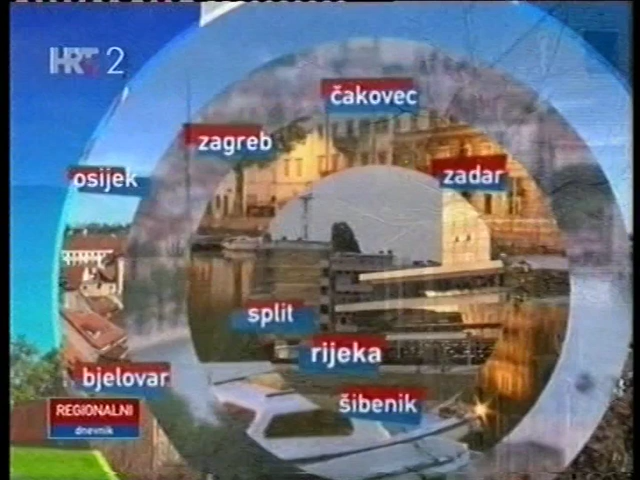 HRT 2
čakovec
zagreb
osijek
zadar
split
rijeka
bjelovar
šibenik
REGIONALNI
dnevnik